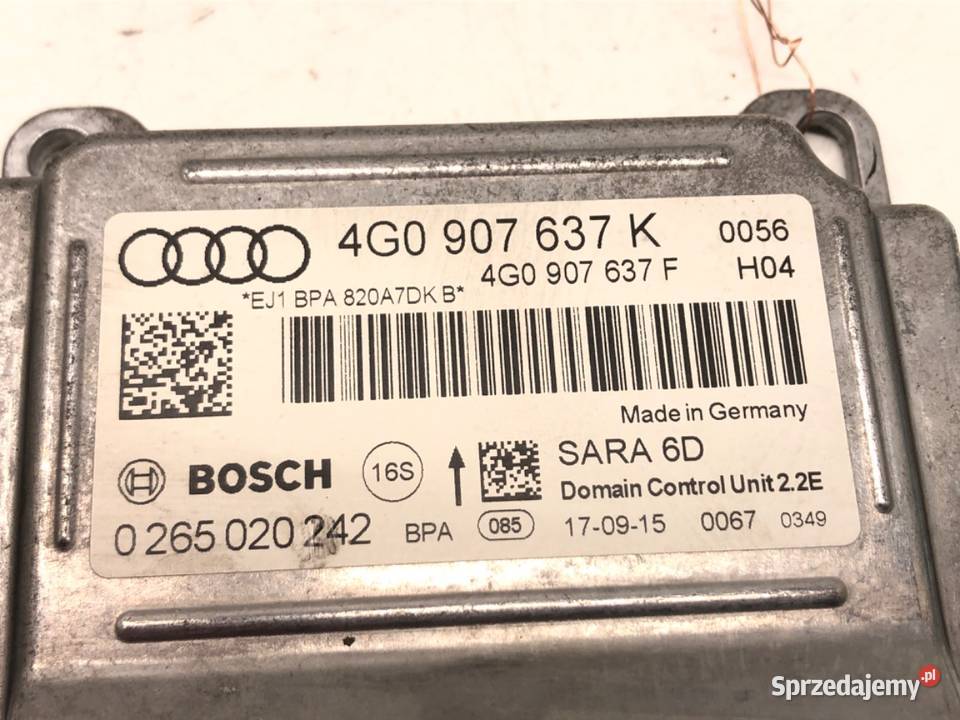 4G0 907 637 K 0056
4G0 907 637 F H04
*EJ1 BPA 820A7DK B*
Made in Germany
BOSCH 16S SARA 6D
Domain Control Unit 2.2E
0 265 020 242 BPA 085 17-09-15 0067 0349
Sprzedajemy.pl